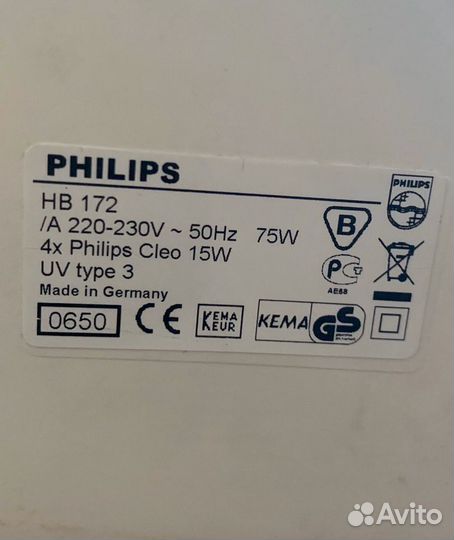 PHILIPS
PHILIPS
HB 172
/A 220-230V ~ 50Hz 75W
4x Philips Cleo 15W
UV type 3
Made in Germany
B
PC
AE68
0650 CE KEMA KEUR KEMA GS
Avito